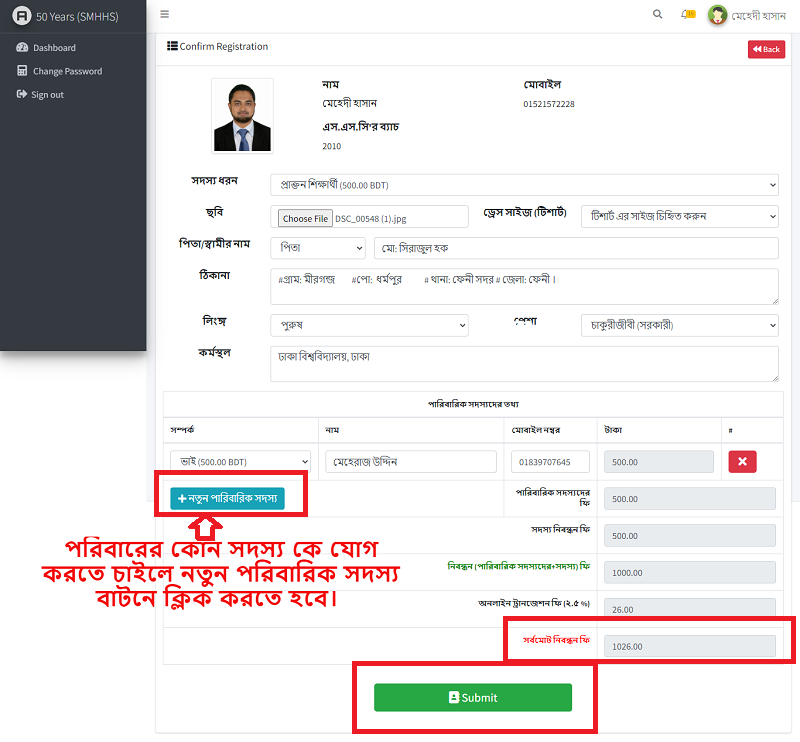 50 Years (SMHHS)
মেহেদী হাসান
Dashboard
Change Password
Sign out
Confirm Registration
Back
নাম
মোবাইল
মেহেদী হাসান
01521572228
এস.এস.সি'র ব্যাচ
2010
সদস্য ধরন
প্রাক্তন শিক্ষার্থী (500.00 BDT)
ছবি
Choose File DSC_00548 (1).jpg
ড্রেস সাইজ (টিশার্ট)
টিশার্ট এর সাইজ চিহ্নিত করুন
পিতা/স্বামীর নাম
পিতা
মো: সিরাজুল হক
ঠিকানা
#গ্রাম: মীরগঞ্জ #পো: ধর্মপুর # থানা: ফেনী সদর # জেলা: ফেনী ।
লিংঙ্গ
পুরুষ
পেশা
চাকুরীজীবী (সরকারী)
কর্মস্থল
ঢাকা বিশ্ববিদ্যালয়, ঢাকা
পারিবারিক সদস্যদের তথ্য
সম্পর্ক নাম মোবাইল নম্বর টাকা #
ভাই (500.00 BDT) মেহেরাজ উদ্দিন 01839707645 500.00
নতুন পারিবারিক সদস্য
পারিবারিক সদস্যদের
ফি
500.00
সদস্য নিবন্ধন ফি
500.00
নিবন্ধন (পারিবারিক সদস্যদের+সদস্য) ফি
1000.00
অনলাইন ট্রানজেশন ফি (২.৫ %)
26.00
সর্বমোট নিবন্ধন ফি
1026.00
পরিবারের কোন সদস্য কে যোগ
করতে চাইলে নতুন পরিবারিক সদস্য
বাটনে ক্লিক করতে হবে।
Submit